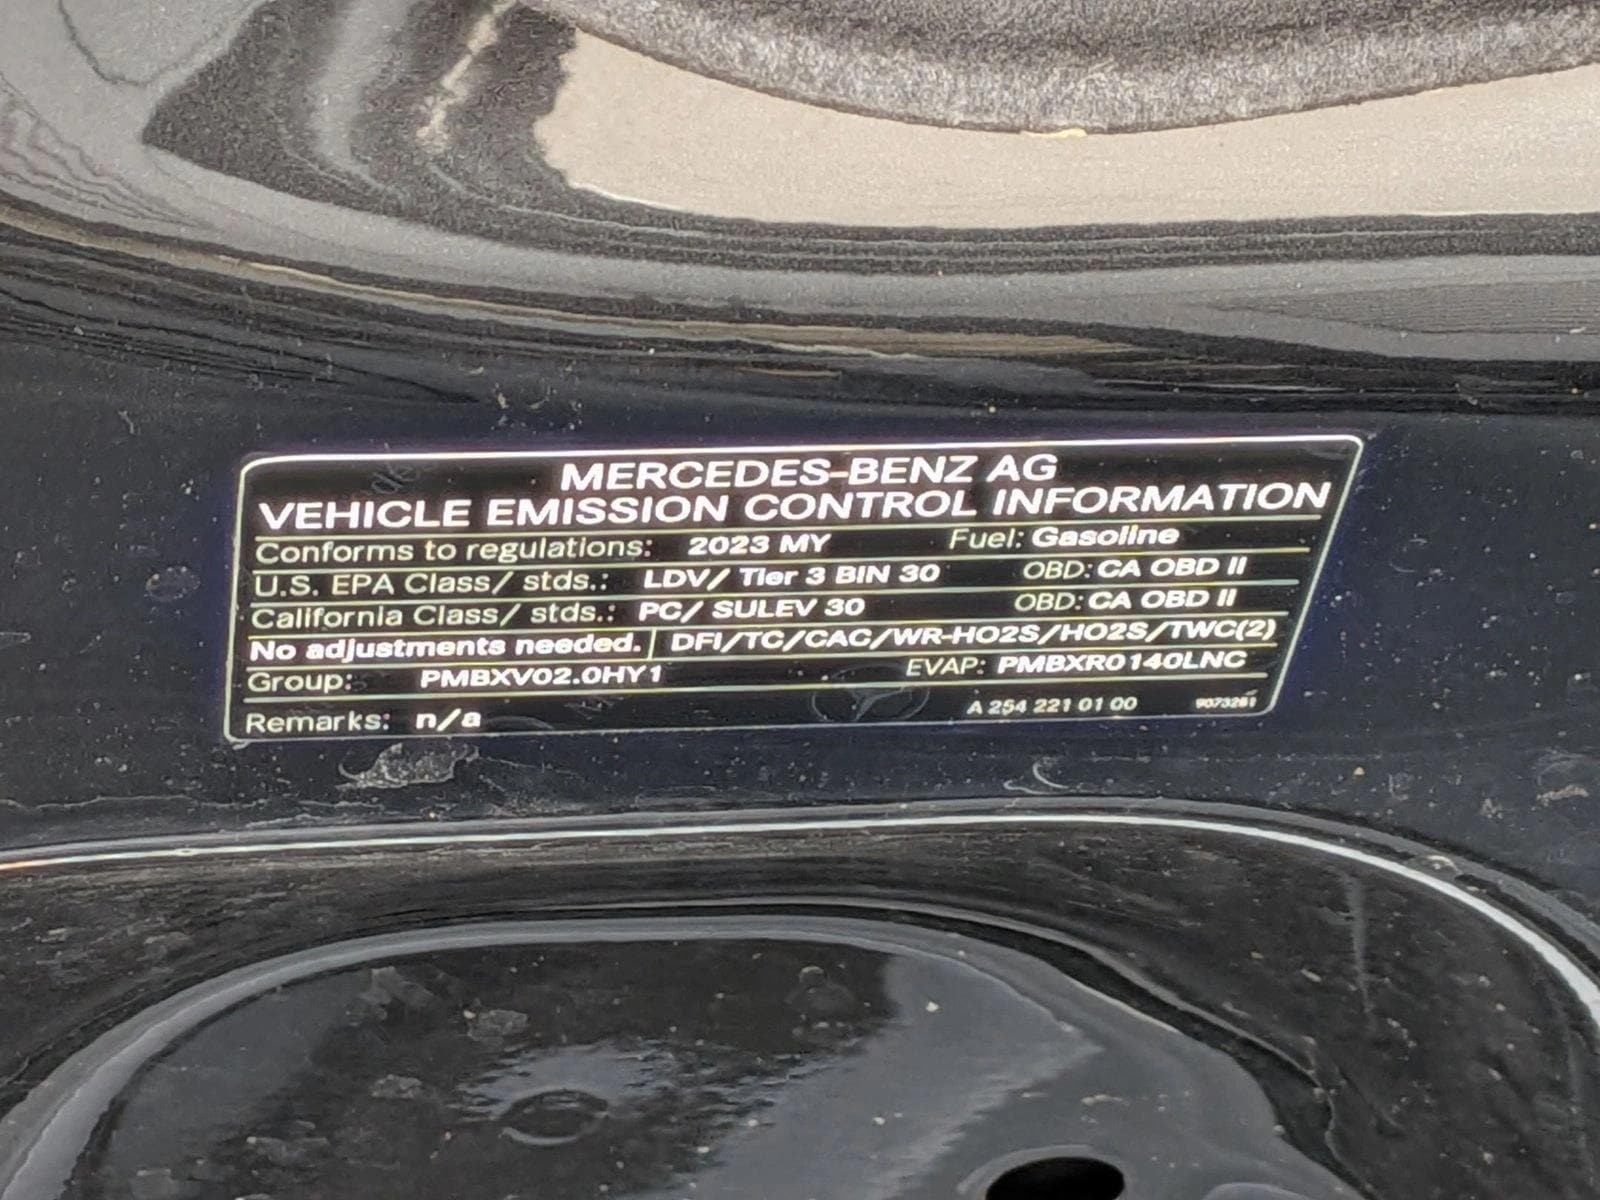 MERCEDES-BENZ AG
VEHICLE EMISSION CONTROL INFORMATION
Conforms to regulations: 2023 MY Fuel: Gasoline
U.S. EPA Class/ stds.: LDV/ Tier 3 BIN 30 OBD: CA OBD II
California Class/ stds.: PC/ SULEV 30 OBD: CA OBD II
No adjustments needed. DFI/TC/CAC/WR-HO2S/HO2S/TWC(2)
Group: PMBXV02.0HY1 EVAP: PMBXR0140LNC
Remarks: n/a A 254 221 01 00